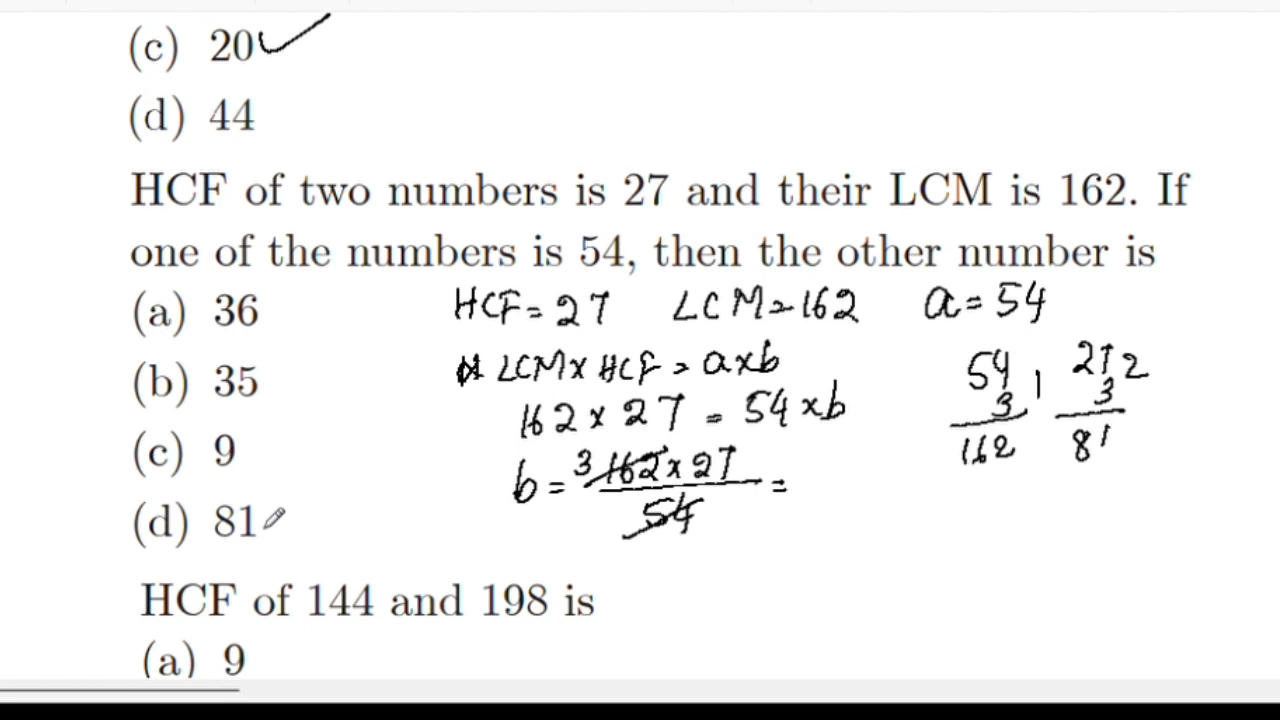 (c) 20
(d) 44
HCF of two numbers is 27 and their LCM is 162. If
one of the numbers is 54, then the other number is
(a) 36
HCF = 27 LCM = 162 a = 54
(b) 35
LCM x HCF = a x b
162 x 27 = 54 x b
54
3
162
27 2
3
81
(c) 9
b = 3 162 x 27 =
54
(d) 81
HCF of 144 and 198 is
(a) 9